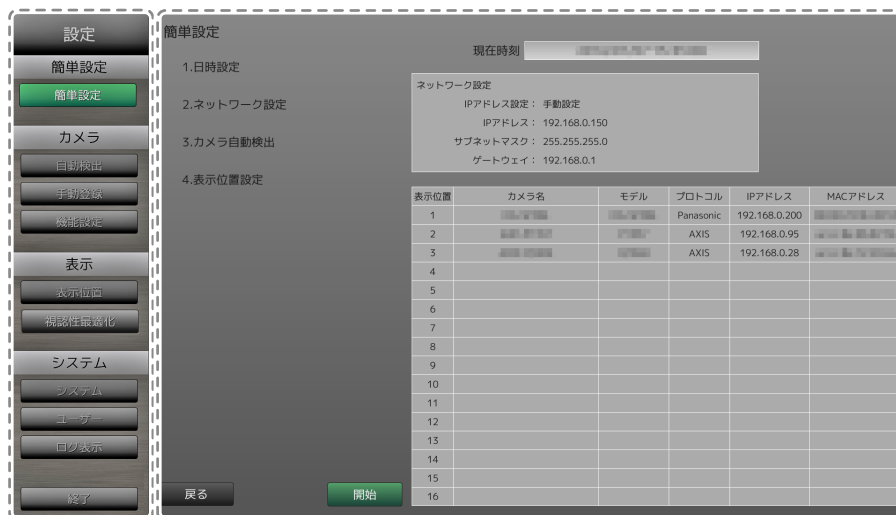 設定
簡単設定
簡単設定
カメラ
自動検出
手動登録
機能設定
表示
表示位置
視認性最適化
システム
システム
ユーザー
ログ表示
終了
簡単設定
1.日時設定
2.ネットワーク設定
3.カメラ自動検出
4.表示位置設定
戻る
開始
現在時刻
ネットワーク設定
IPアドレス設定： 手動設定
IPアドレス： 192.168.0.150
サブネットマスク： 255.255.255.0
ゲートウェイ： 192.168.0.1
表示位置 カメラ名 モデル プロトコル IPアドレス MACアドレス
1 Panasonic 192.168.0.200
2 AXIS 192.168.0.95
3 AXIS 192.168.0.28
4
5
6
7
8
9
10
11
12
13
14
15
16